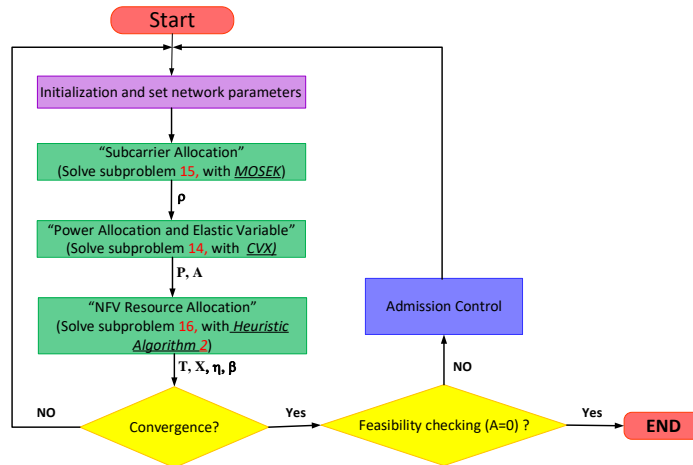 Start
Initialization and set network parameters
“Subcarrier Allocation”
(Solve subproblem 15, with MOSEK)
ρ
“Power Allocation and Elastic Variable”
(Solve subproblem 14, with CVX)
P, A
“NFV Resource Allocation”
(Solve subproblem 16, with Heuristic
Algorithm 2)
T, X, η, β
Convergence?
NO
Yes
Feasibility checking (A=0) ?
NO
Admission Control
Yes
END